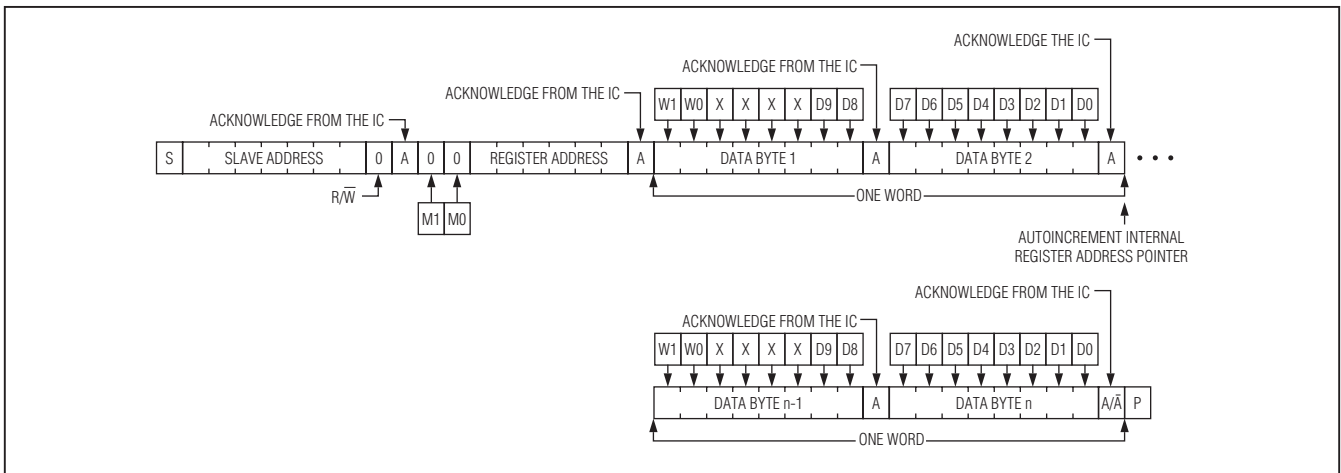 ACKNOWLEDGE THE IC
ACKNOWLEDGE FROM THE IC
ACKNOWLEDGE FROM THE IC
W1 W0 X X X X D9 D8 D7 D6 D5 D4 D3 D2 D1 D0
ACKNOWLEDGE FROM THE IC
S SLAVE ADDRESS 0 A 0 0 REGISTER ADDRESS A DATA BYTE 1 A DATA BYTE 2 A • • •
R/W̅
ONE WORD
M1 M0
AUTOINCREMENT INTERNAL
REGISTER ADDRESS POINTER
ACKNOWLEDGE FROM THE IC
ACKNOWLEDGE FROM THE IC
W1 W0 X X X X D9 D8 D7 D6 D5 D4 D3 D2 D1 D0
DATA BYTE n-1 A DATA BYTE n A/A̅ P
ONE WORD